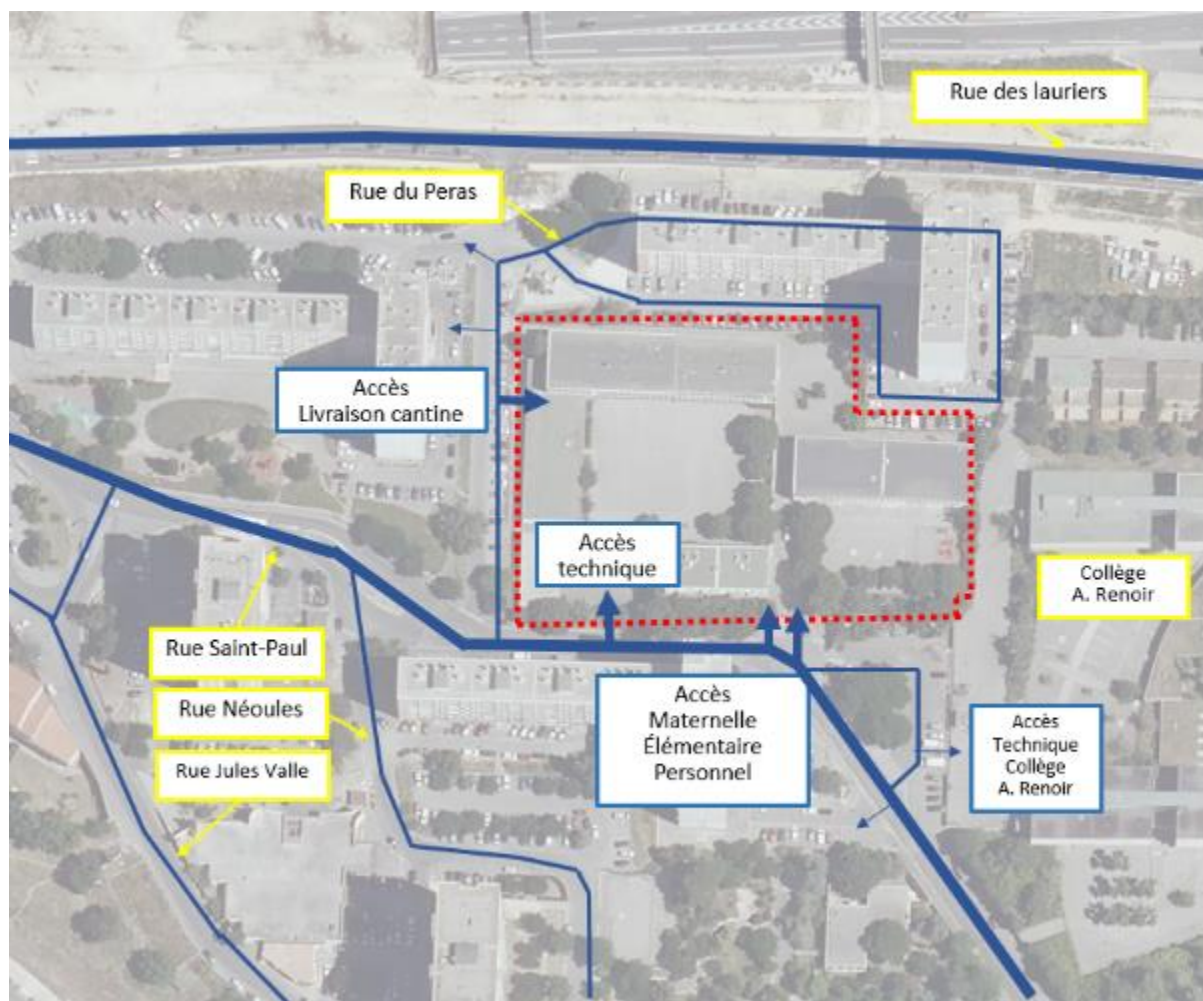 Rue des lauriers
Rue du Peras
Accès
Livraison cantine
Accès
technique
Collège
A. Renoir
Rue Saint-Paul
Rue Néoules
Rue Jules Valle
Accès
Maternelle
Élémentaire
Personnel
Accès
Technique
Collège
A. Renoir